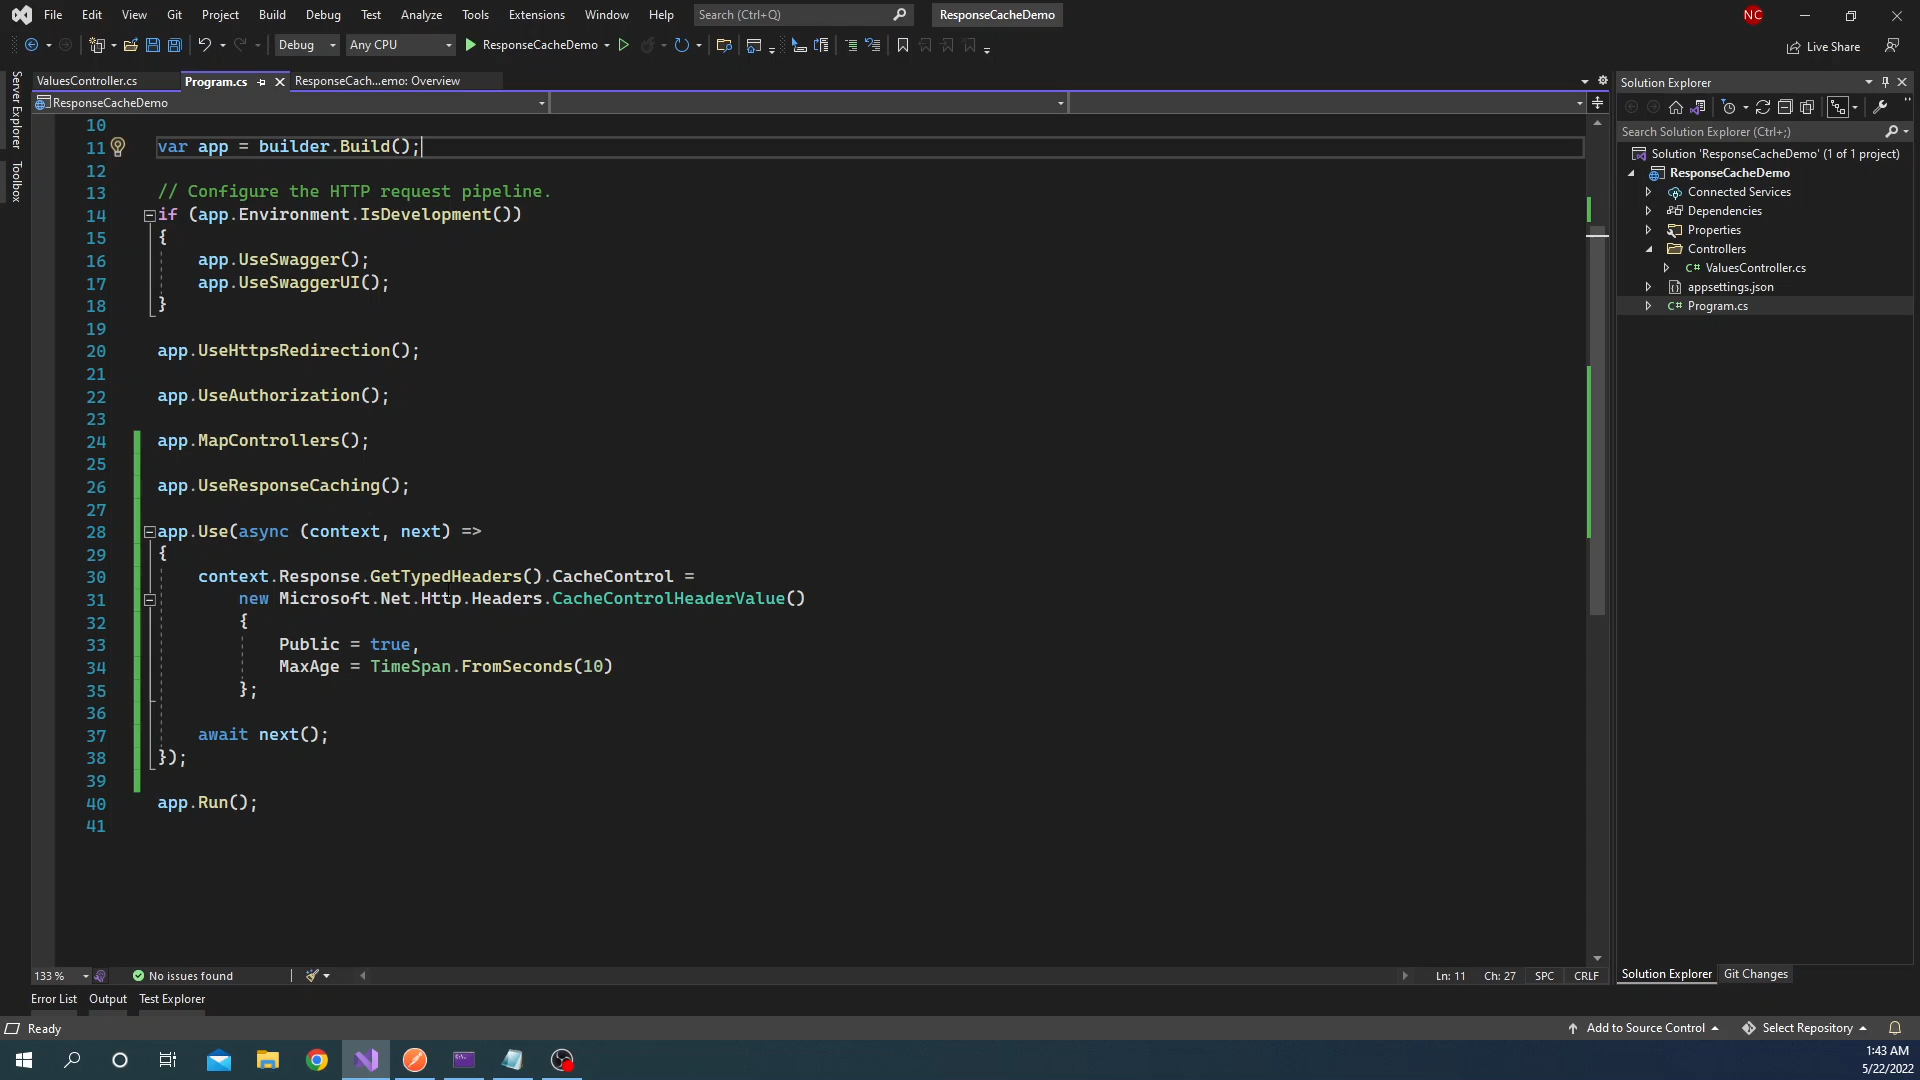 File Edit View Git Project Build Debug Test Analyze Tools Extensions Window Help Search (Ctrl+Q) ResponseCacheDemo NC
Debug Any CPU ResponseCacheDemo Live Share
ValuesController.cs Program.cs ResponseCach...emo: Overview
ResponseCacheDemo
Server Explorer
Toolbox
10
11 var app = builder.Build();
12
13 // Configure the HTTP request pipeline.
14 if (app.Environment.IsDevelopment())
15 {
16 app.UseSwagger();
17 app.UseSwaggerUI();
18 }
19
20 app.UseHttpsRedirection();
21
22 app.UseAuthorization();
23
24 app.MapControllers();
25
26 app.UseResponseCaching();
27
28 app.Use(async (context, next) =>
29 {
30 context.Response.GetTypedHeaders().CacheControl =
31 new Microsoft.Net.Http.Headers.CacheControlHeaderValue()
32 {
33 Public = true,
34 MaxAge = TimeSpan.FromSeconds(10)
35 };
36
37 await next();
38 });
39
40 app.Run();
41
133 % No issues found Ln: 11 Ch: 27 SPC CRLF
Error List Output Test Explorer
Solution Explorer
Search Solution Explorer (Ctrl+;)
Solution 'ResponseCacheDemo' (1 of 1 project)
ResponseCacheDemo
Connected Services
Dependencies
Properties
Controllers
C# ValuesController.cs
appsettings.json
C# Program.cs
Solution Explorer Git Changes
Ready Add to Source Control Select Repository
1:43 AM
5/22/2022